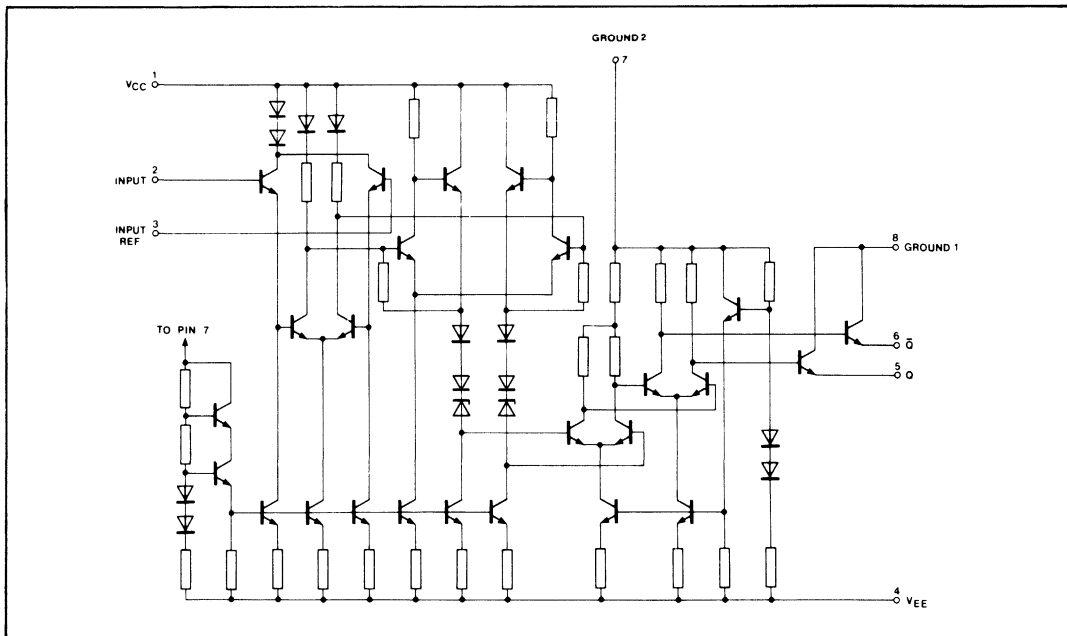 GROUND 2
7
VCC 1
INPUT 2
INPUT REF 3
8 GROUND 1
TO PIN 7
6 Q̅
5 Q
4 VEE